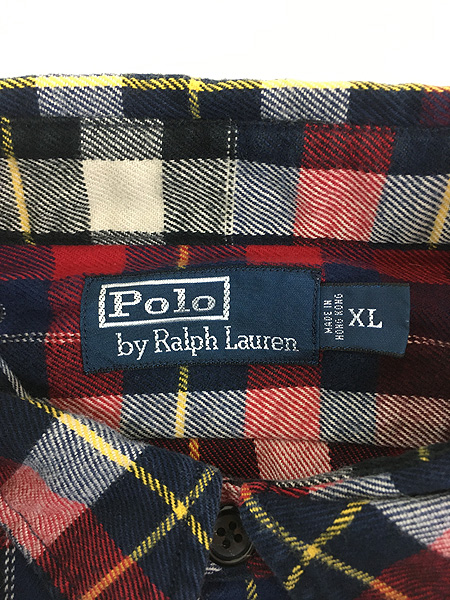 Polo
by Ralph Lauren
MADE IN
HONG KONG
XL